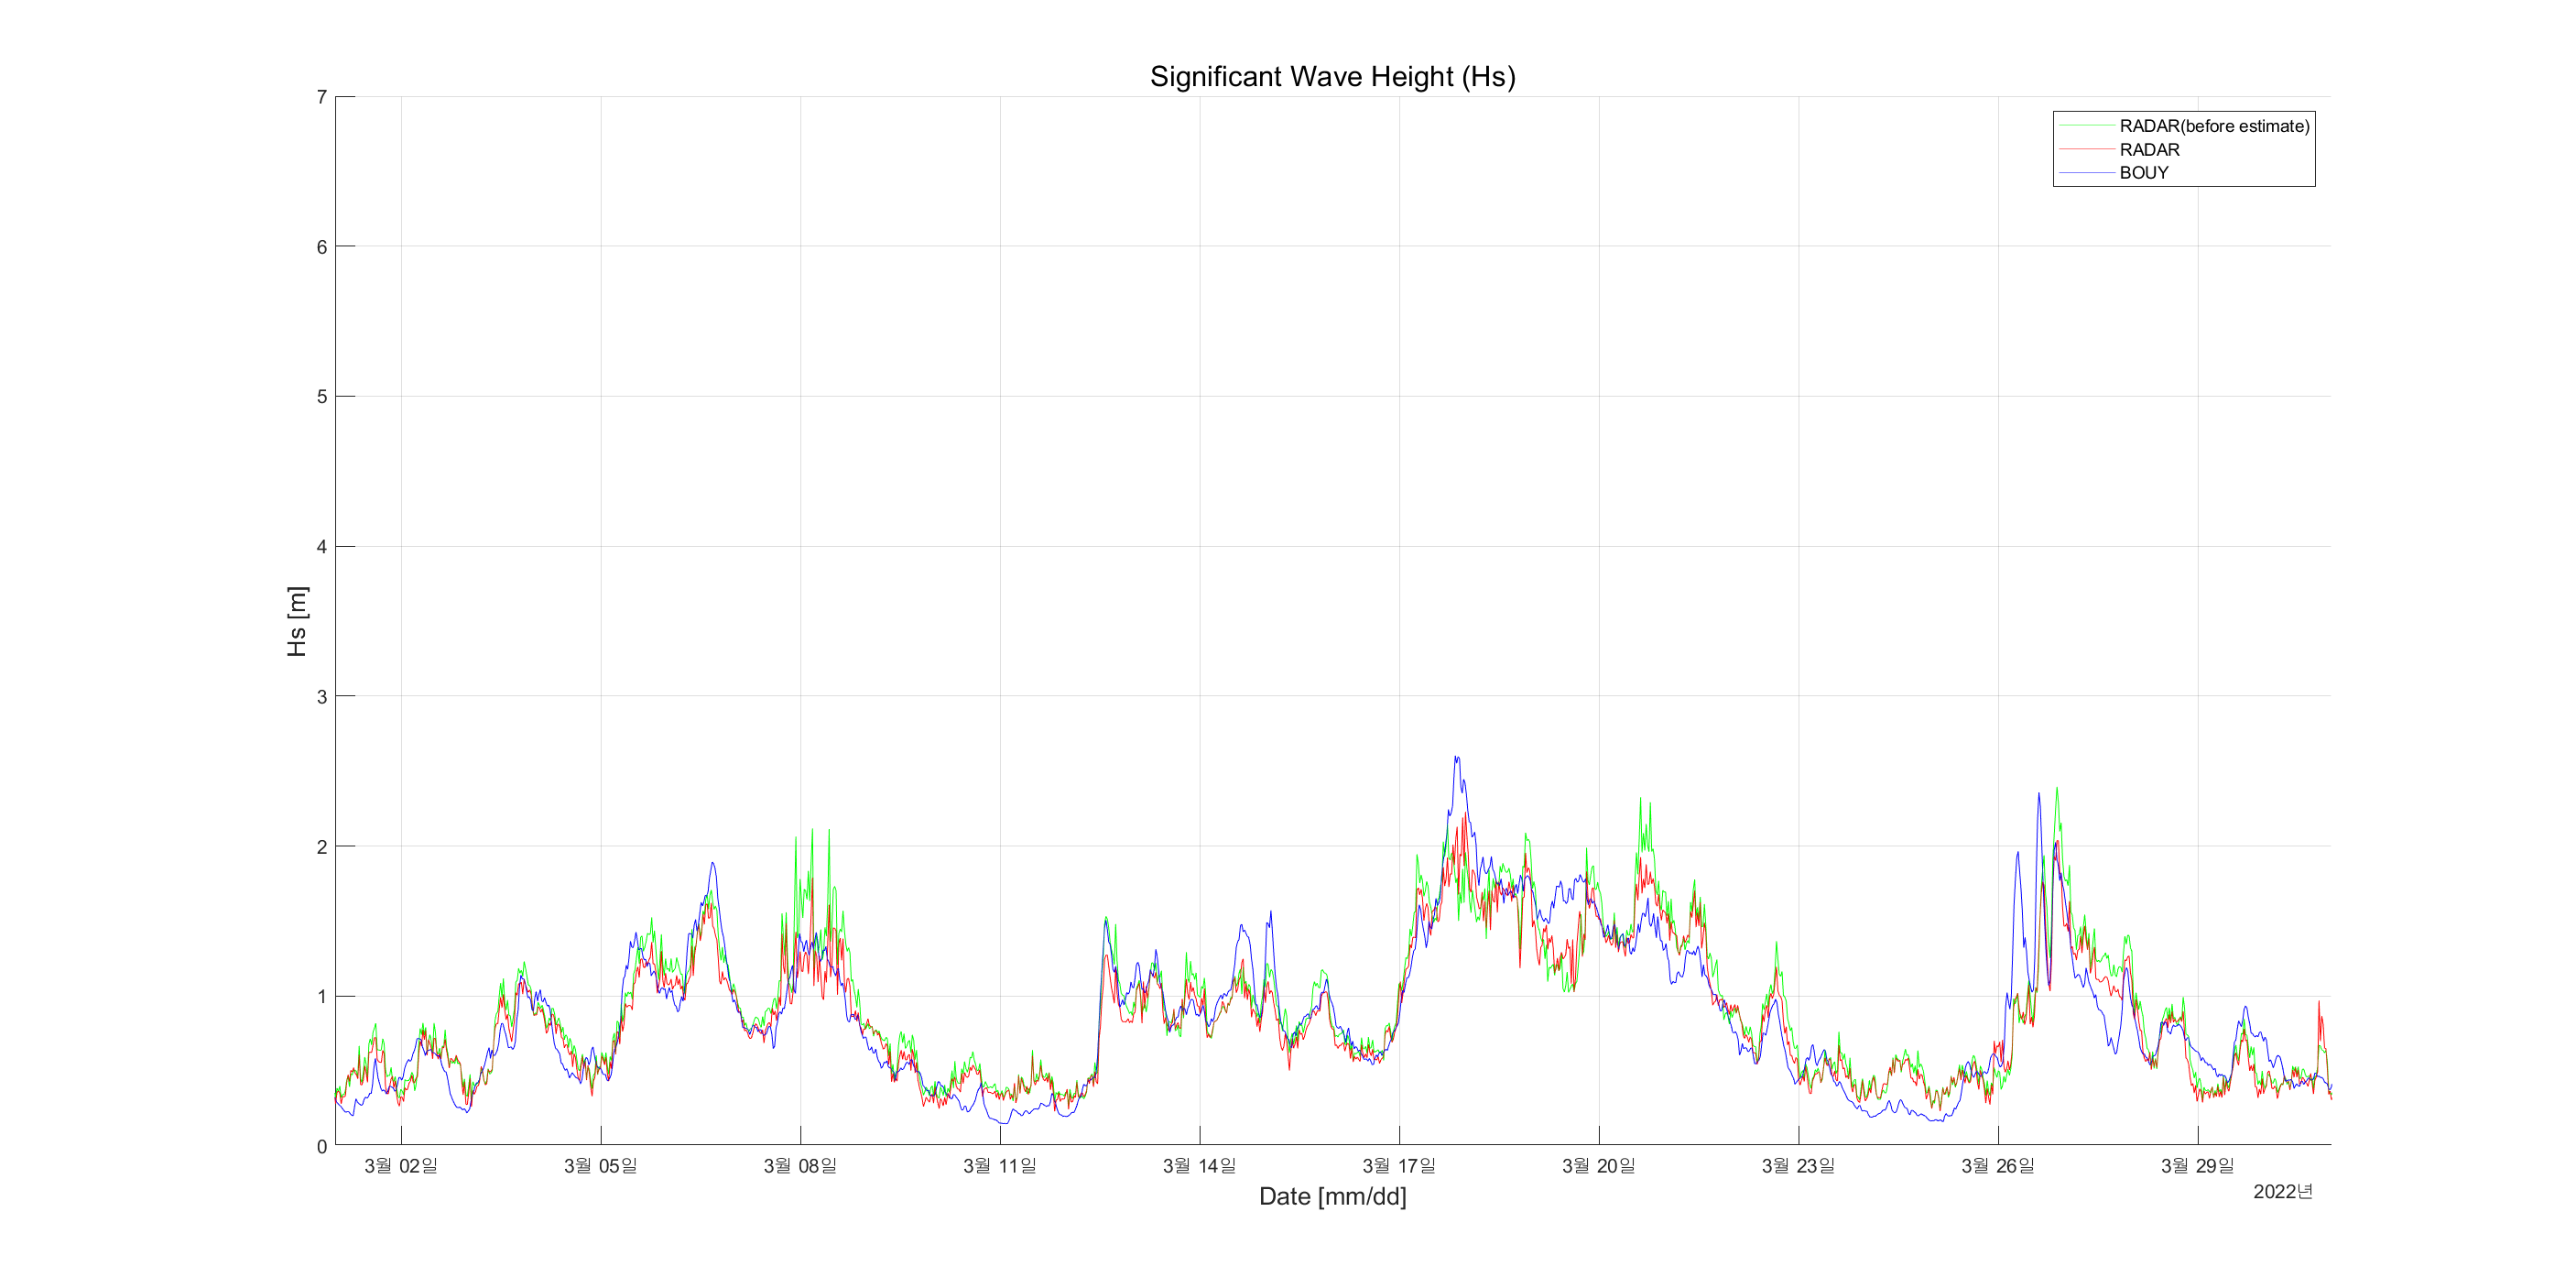 Significant Wave Height (Hs)
RADAR(before estimate)
RADAR
BOUY
Hs [m]
7
6
5
4
3
2
1
0
3월 02일 3월 05일 3월 08일 3월 11일 3월 14일 3월 17일 3월 20일 3월 23일 3월 26일 3월 29일
2022년
Date [mm/dd]